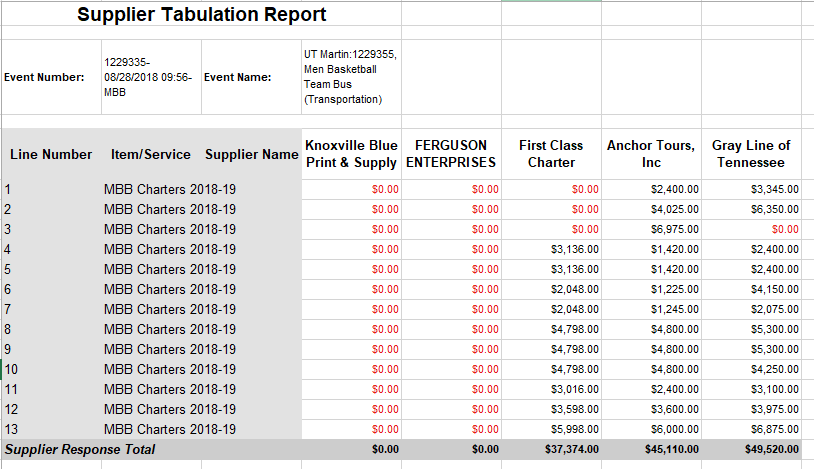 Supplier Tabulation Report
Event Number: 1229335-08/28/2018 09:56-MBB Event Name: UT Martin:1229355, Men Basketball Team Bus (Transportation)
Line Number Item/Service Supplier Name Knoxville Blue Print & Supply FERGUSON ENTERPRISES First Class Charter Anchor Tours, Inc Gray Line of Tennessee
1 MBB Charters 2018-19 $0.00 $0.00 $0.00 $2,400.00 $3,345.00
2 MBB Charters 2018-19 $0.00 $0.00 $0.00 $4,025.00 $6,350.00
3 MBB Charters 2018-19 $0.00 $0.00 $0.00 $6,975.00 $0.00
4 MBB Charters 2018-19 $0.00 $0.00 $3,136.00 $1,420.00 $2,400.00
5 MBB Charters 2018-19 $0.00 $0.00 $3,136.00 $1,420.00 $2,400.00
6 MBB Charters 2018-19 $0.00 $0.00 $2,048.00 $1,225.00 $4,150.00
7 MBB Charters 2018-19 $0.00 $0.00 $2,048.00 $1,245.00 $2,075.00
8 MBB Charters 2018-19 $0.00 $0.00 $4,798.00 $4,800.00 $5,300.00
9 MBB Charters 2018-19 $0.00 $0.00 $4,798.00 $4,800.00 $5,300.00
10 MBB Charters 2018-19 $0.00 $0.00 $4,798.00 $4,800.00 $4,250.00
11 MBB Charters 2018-19 $0.00 $0.00 $3,016.00 $2,400.00 $3,100.00
12 MBB Charters 2018-19 $0.00 $0.00 $3,598.00 $3,600.00 $3,975.00
13 MBB Charters 2018-19 $0.00 $0.00 $5,998.00 $6,000.00 $6,875.00
Supplier Response Total $0.00 $0.00 $37,374.00 $45,110.00 $49,520.00